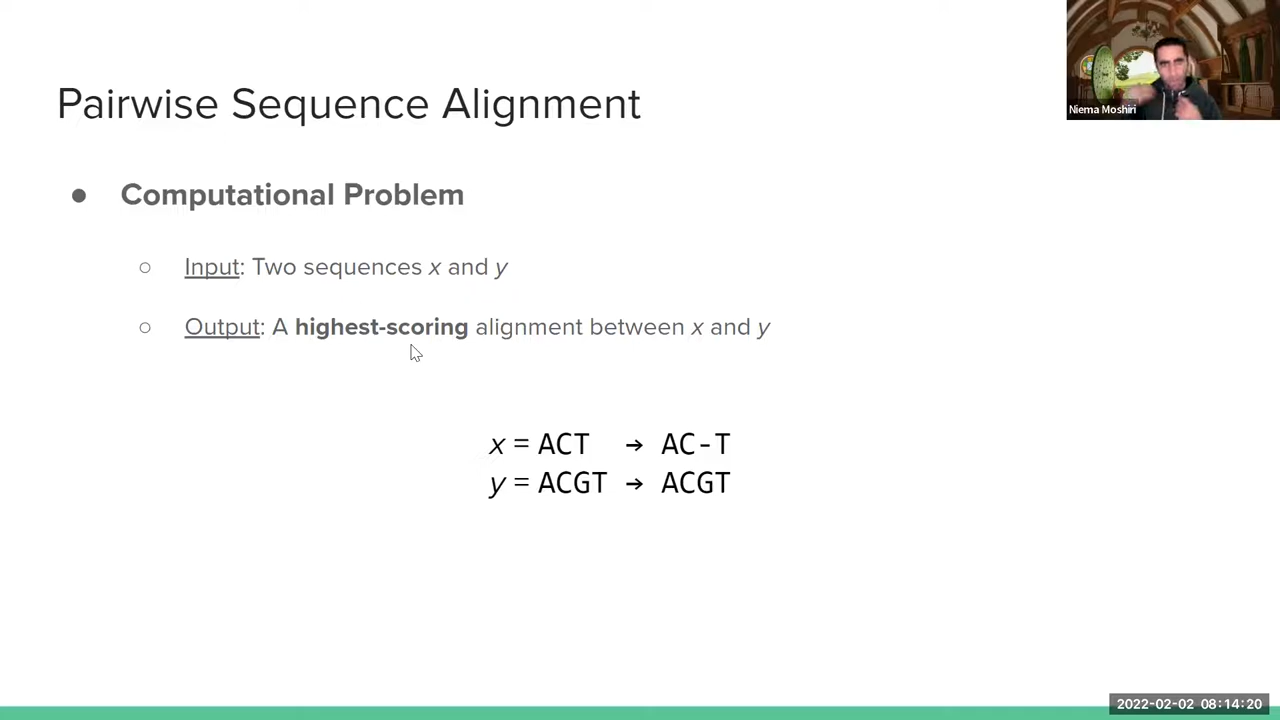 Niema Moshiri
Pairwise Sequence Alignment
● Computational Problem
○ Input: Two sequences x and y
○ Output: A highest-scoring alignment between x and y
x = ACT → AC-T
y = ACGT → ACGT
2022-02-02 08:14:20